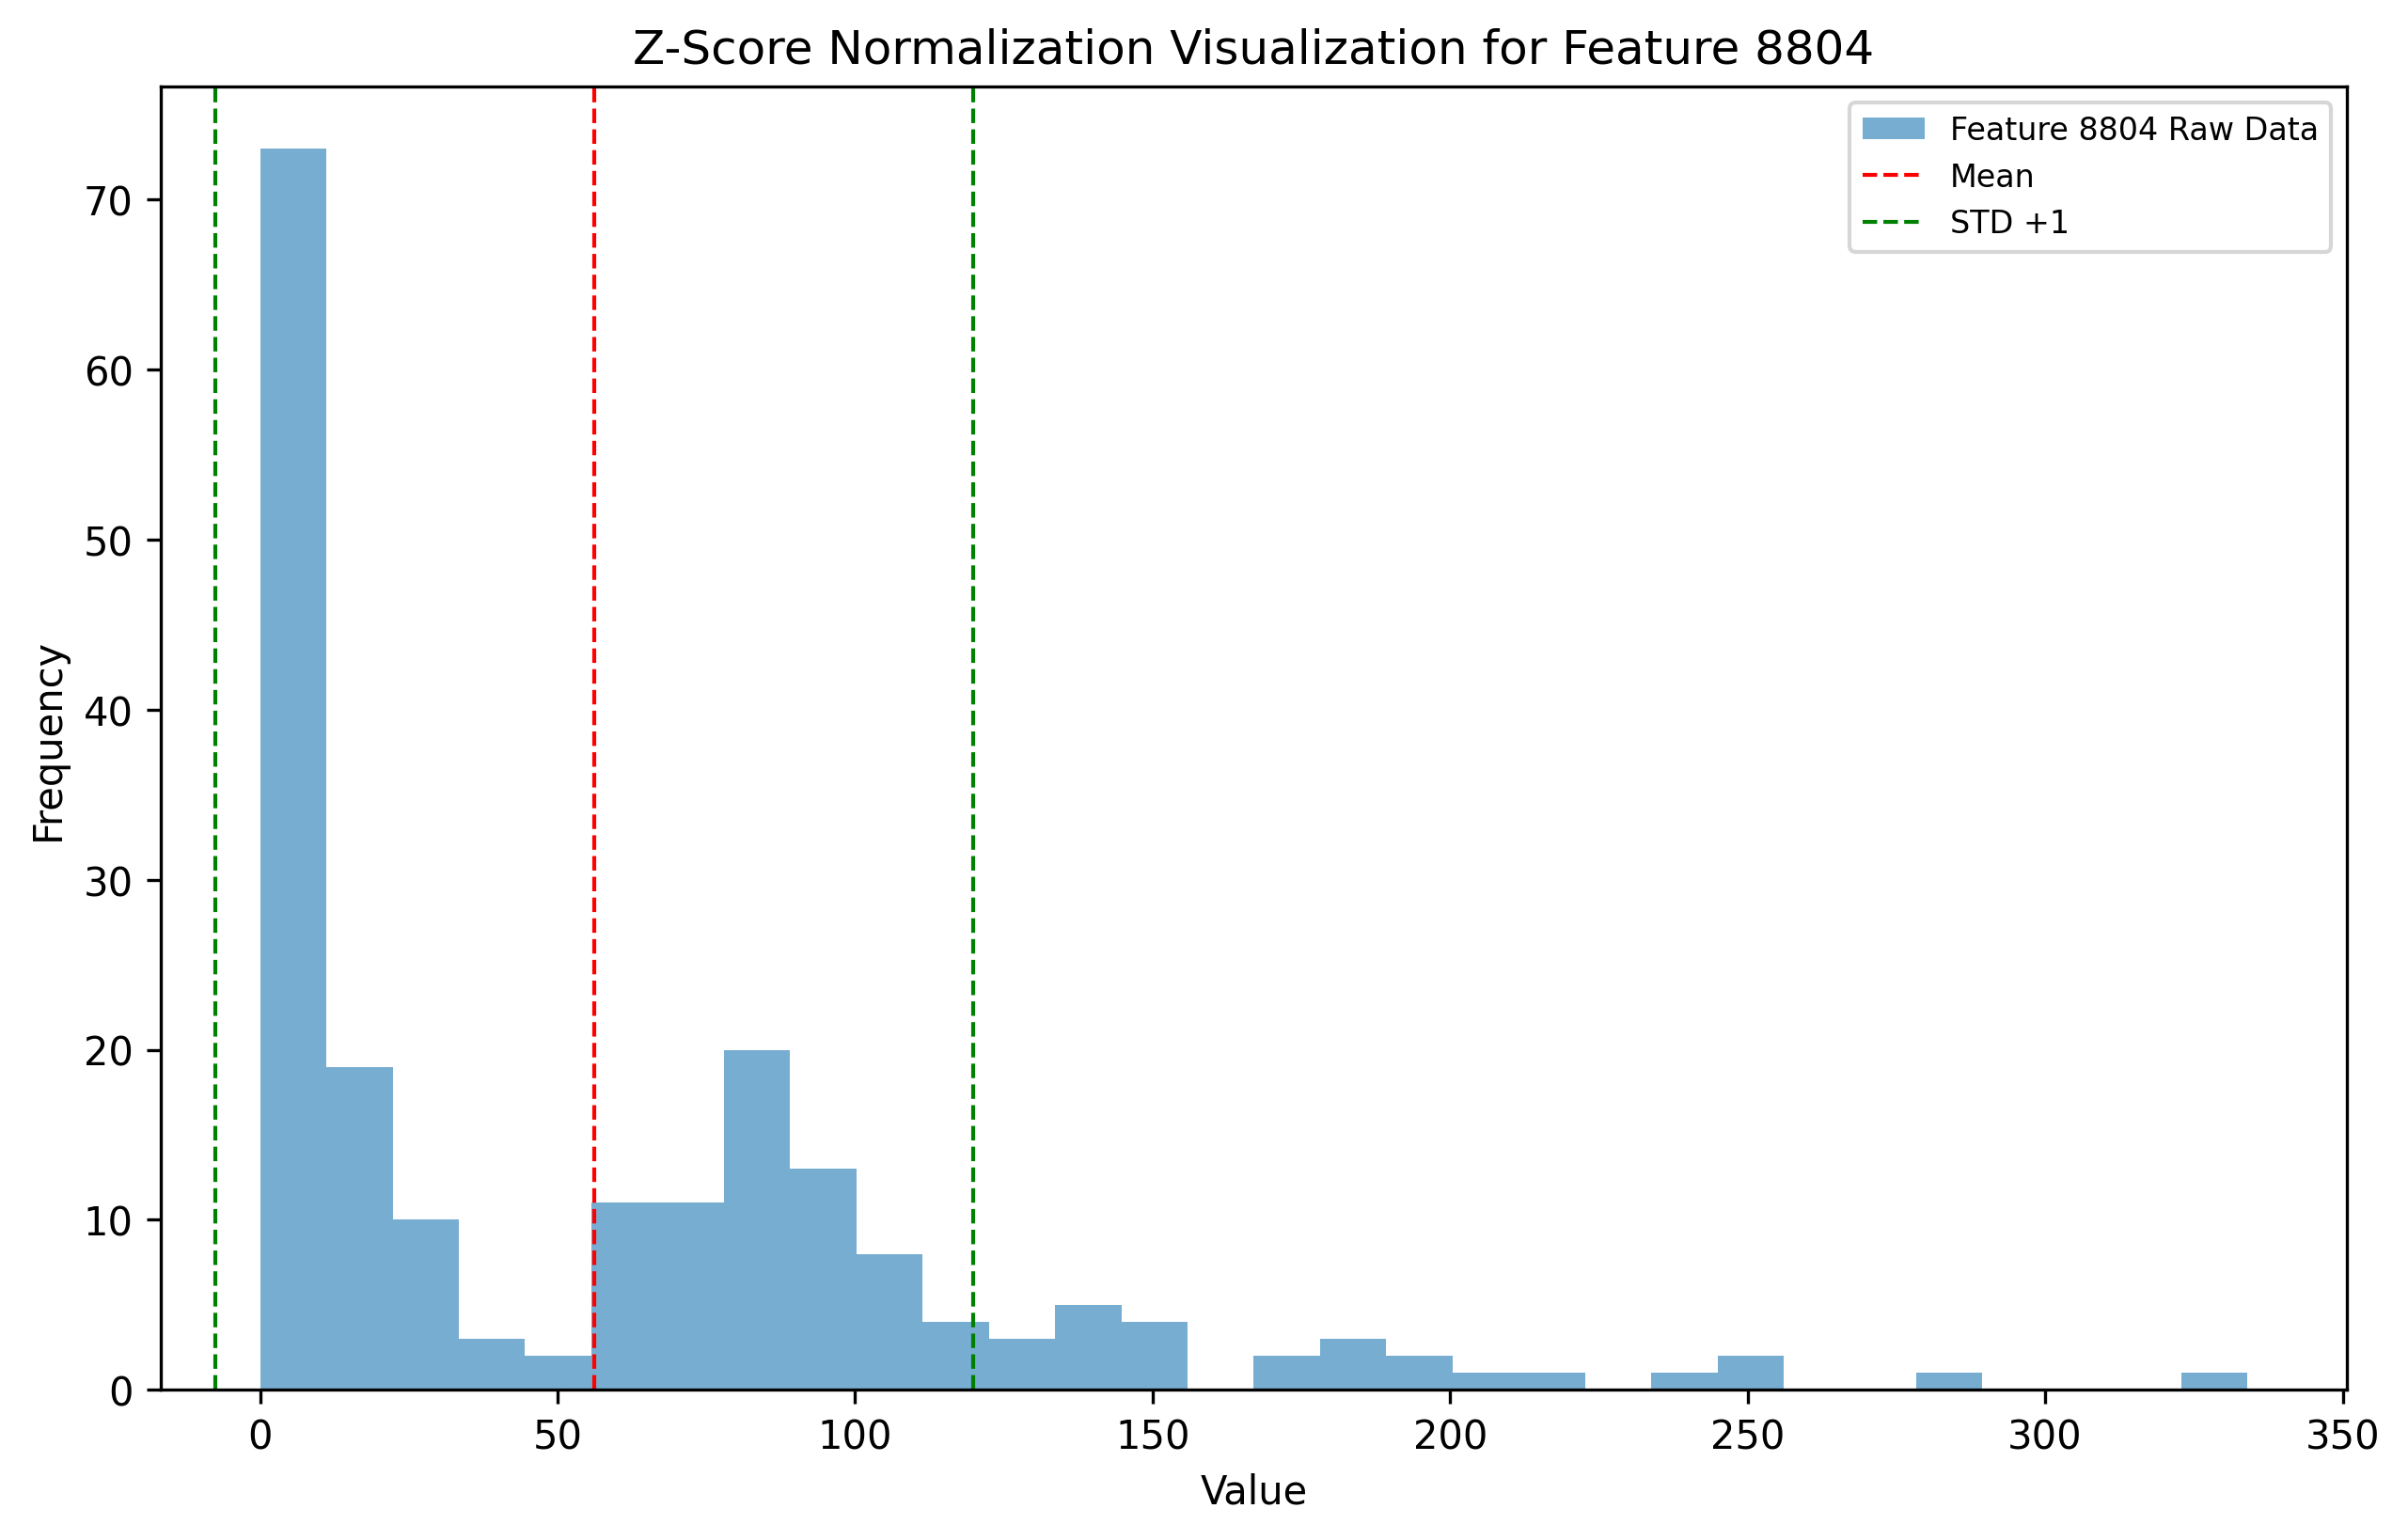 Z-Score Normalization Visualization for Feature 8804
Feature 8804 Raw Data
Mean
STD +1
Frequency
70
60
50
40
30
20
10
0
0 50 100 150 200 250 300 350
Value